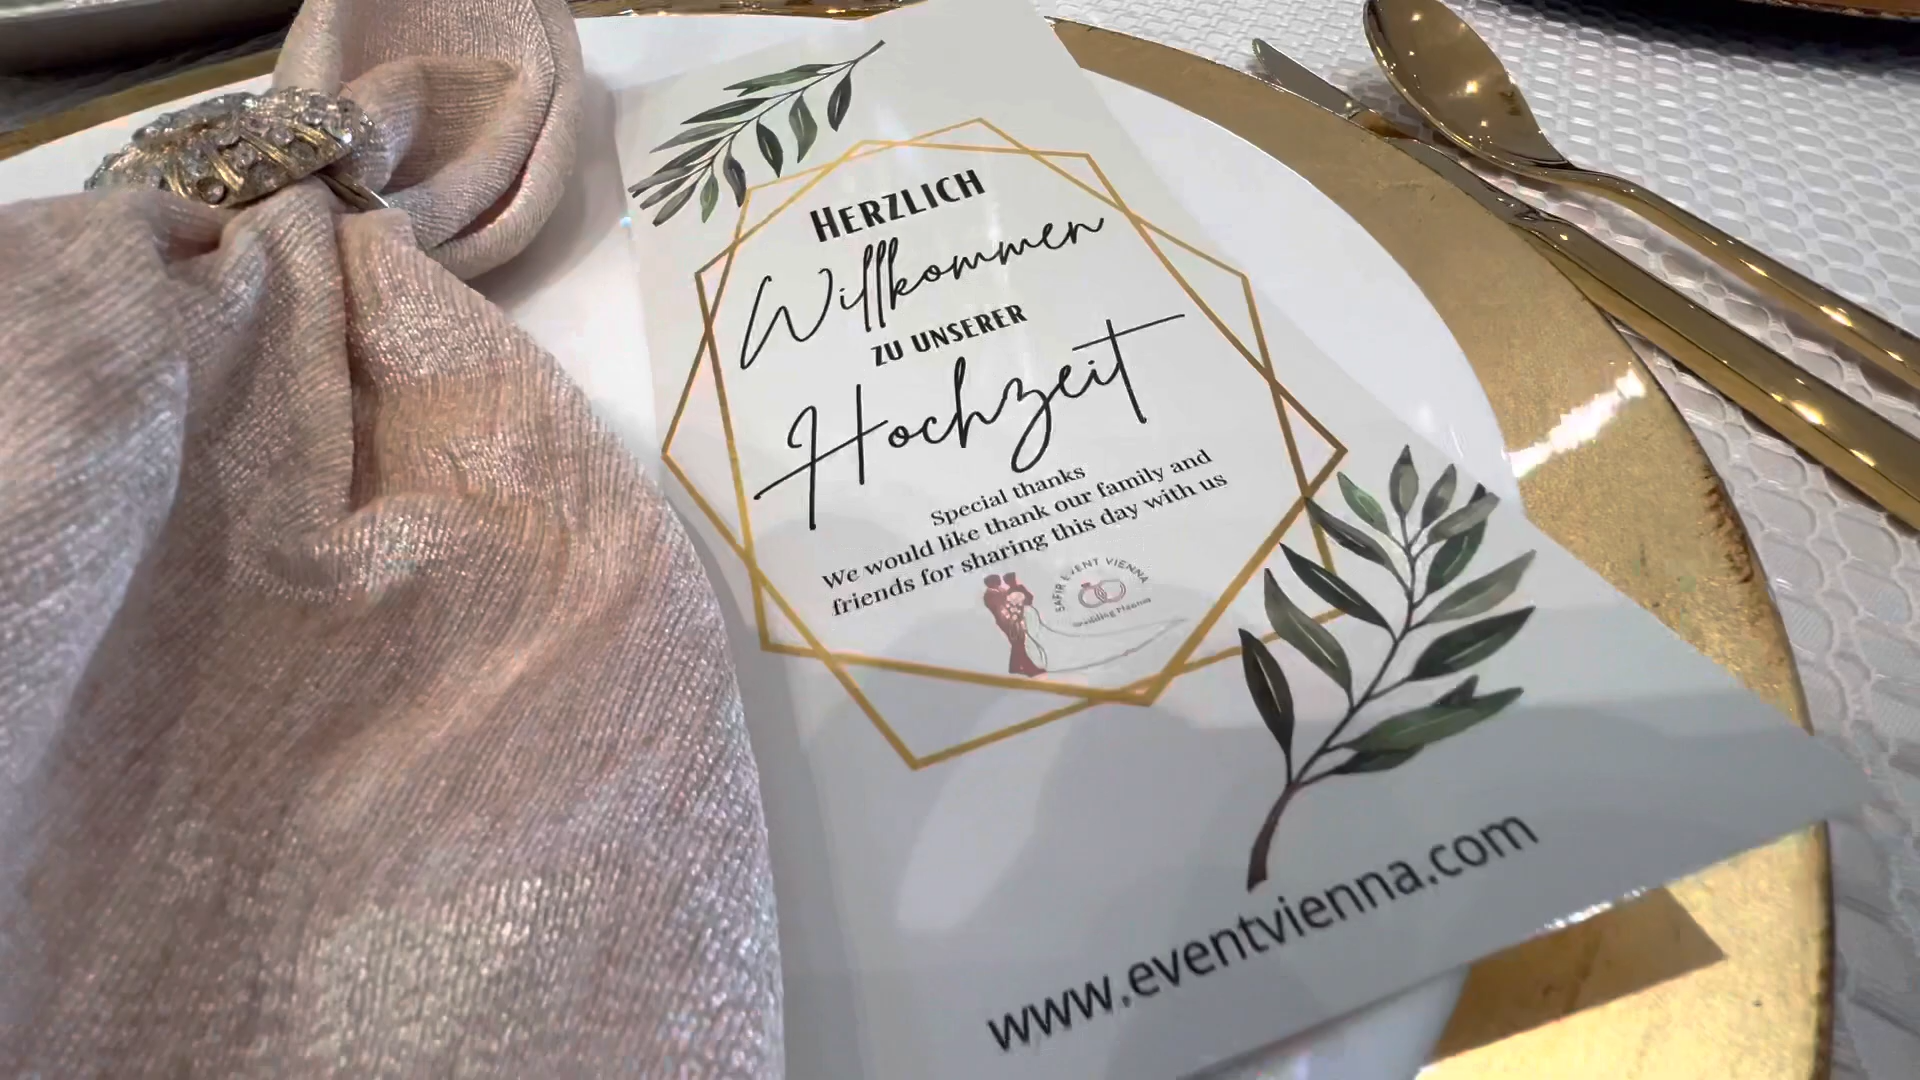 HERZLICH
Willkommen
ZU UNSERER
Hochzeit
Special thanks
We would like thank our family and
friends for sharing this day with us
SAFIR EVENT VIENNA
Wedding Planner
www.eventvienna.com